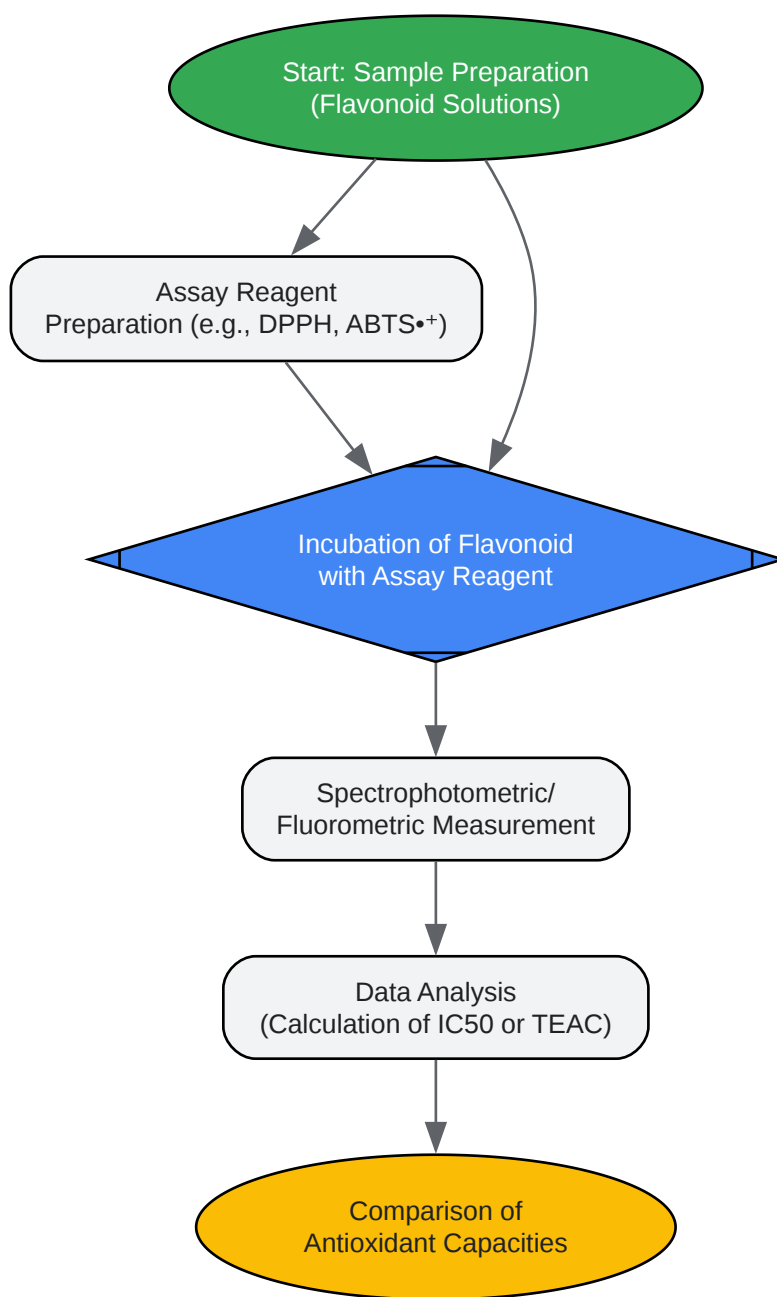 Start: Sample Preparation
(Flavonoid Solutions)
Assay Reagent
Preparation (e.g., DPPH, ABTS•⁺)
Incubation of Flavonoid
with Assay Reagent
Spectrophotometric/
Fluorometric Measurement
Data Analysis
(Calculation of IC50 or TEAC)
Comparison of
Antioxidant Capacities